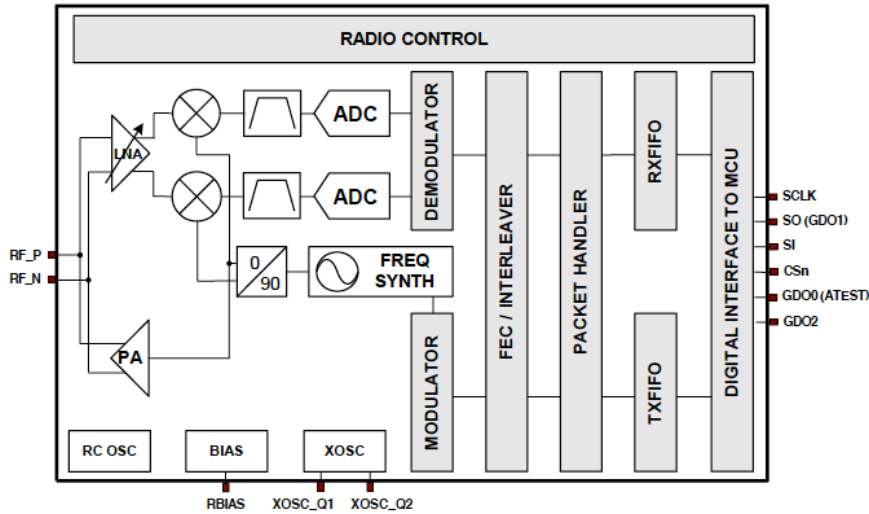 RADIO CONTROL
LNA
ADC
ADC
DEMODULATOR
FEC / INTERLEAVER
PACKET HANDLER
RXFIFO
DIGITAL INTERFACE TO MCU
SCLK
SO (GDO1)
SI
CSn
GDO0 (ATEST)
GDO2
RF_P
RF_N
0
90
FREQ
SYNTH
PA
MODULATOR
TXFIFO
RC OSC
BIAS
XOSC
RBIAS
XOSC_Q1
XOSC_Q2